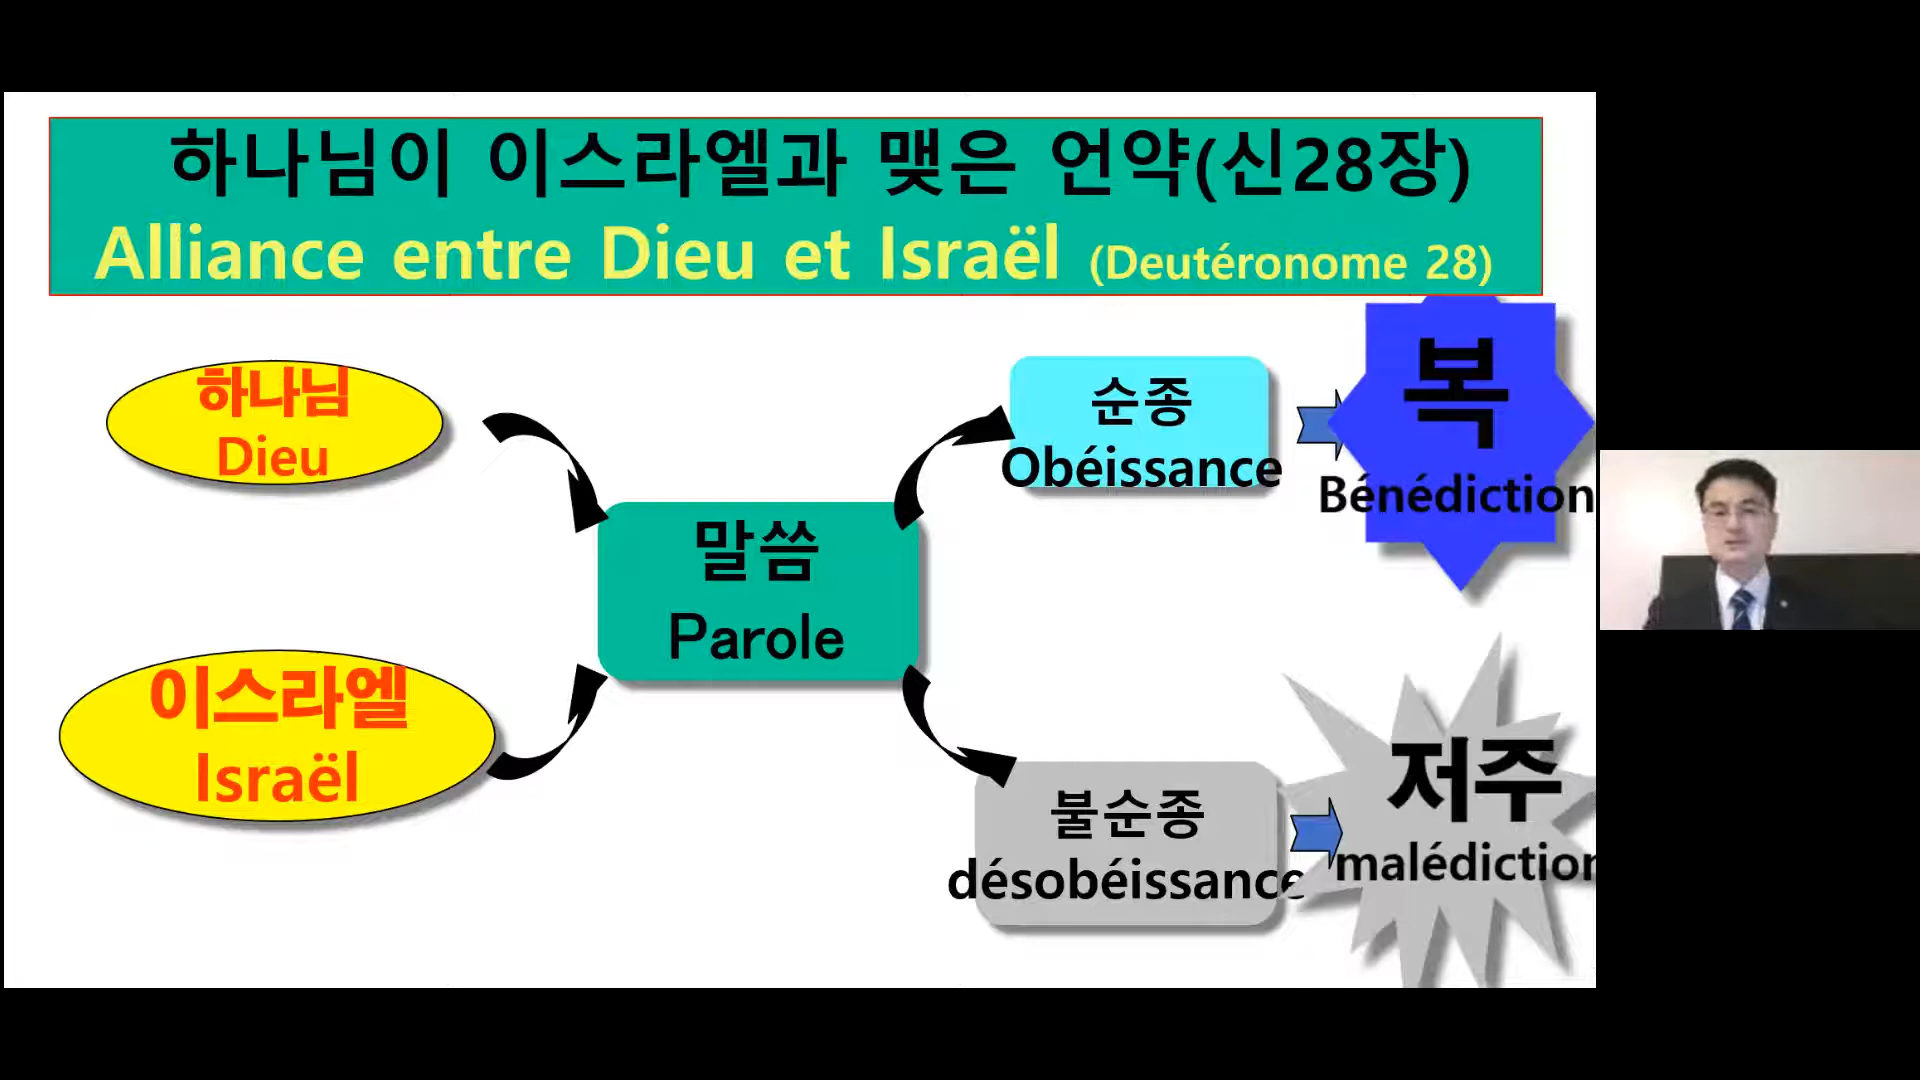 하나님이 이스라엘과 맺은 언약(신28장)
Alliance entre Dieu et Israël (Deutéronome 28)
하나님
Dieu
이스라엘
Israël
말씀
Parole
순종
Obéissance
복
Bénédiction
불순종
désobéissance
저주
malédiction